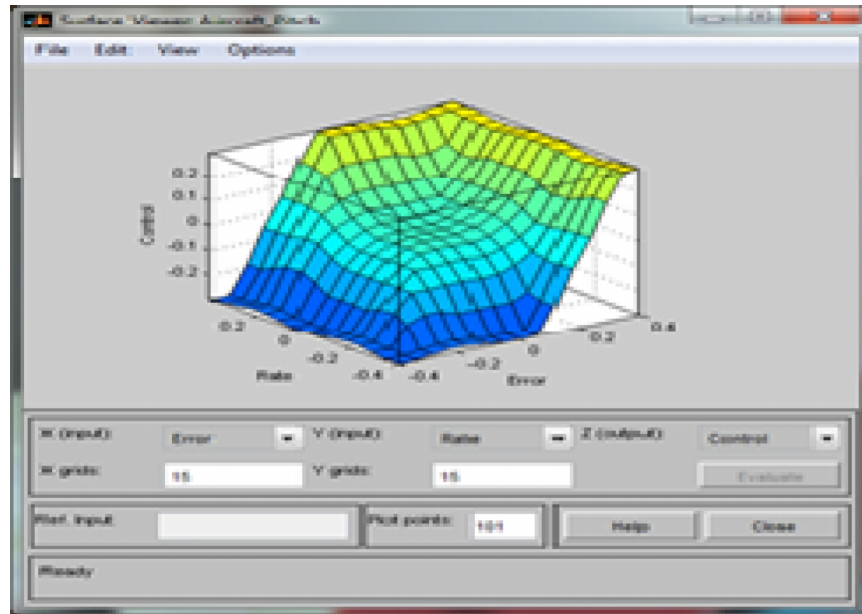 Surface Viewer: Aircraft_Pitch
File Edit View Options
0.2
0.1
0
-0.1
-0.2
Control
0.2
0
-0.2
-0.4
Rate
-0.4
-0.2
0
0.2
0.4
Error
X (input): Error Y (input): Rate Z (output): Control
X grids: 15 Y grids: 15 Evaluate
Ref. Input: Plot points: 101 Help Close
Ready